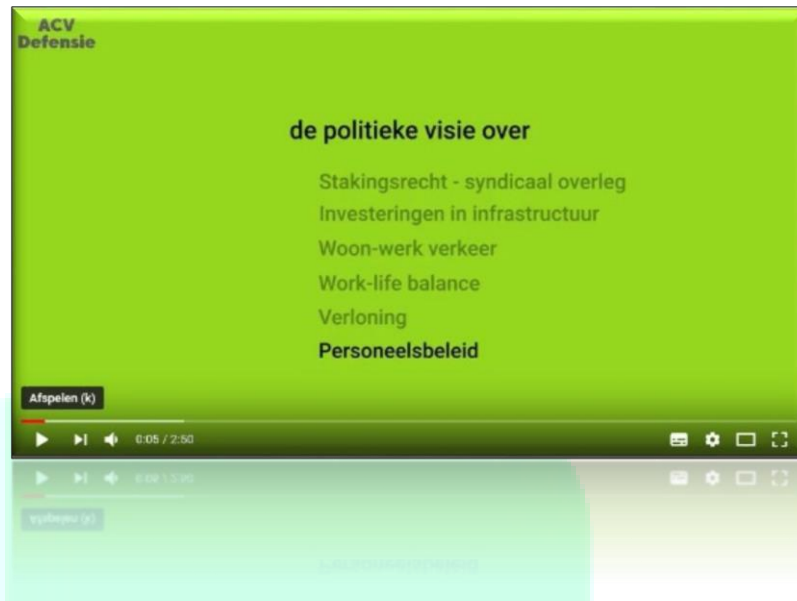 ACV
Defensie
de politieke visie over
Stakingsrecht - syndicaal overleg
Investeringen in infrastructuur
Woon-werk verkeer
Work-life balance
Verloning
Personeelsbeleid
Afspelen (k)
0:05 / 2:50